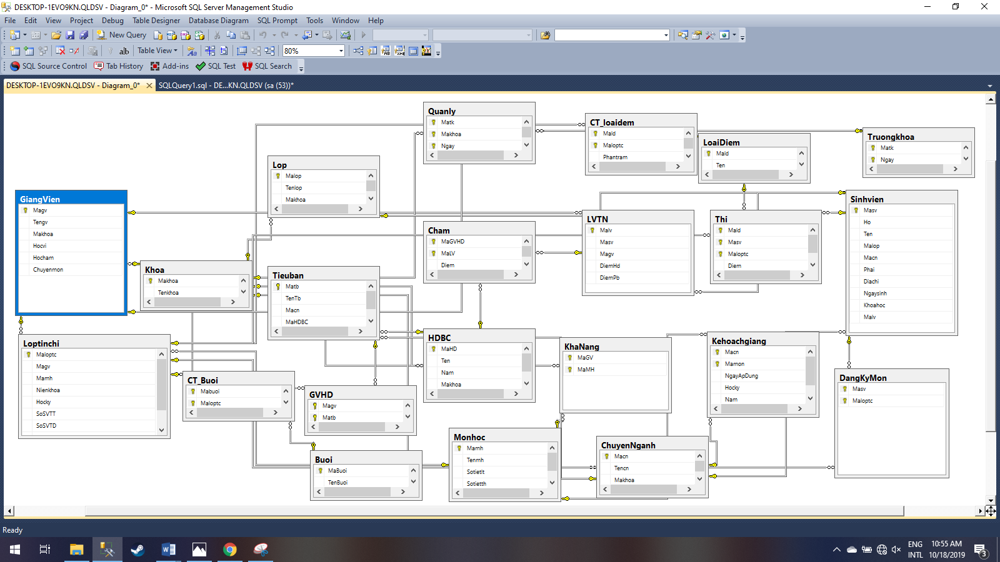 DESKTOP-1EVO9KN.QLDSV - Diagram_0* - Microsoft SQL Server Management Studio
File Edit View Project Debug Table Designer Database Diagram SQL Prompt Tools Window Help
New Query
Table View 80%
SQL Source Control Tab History Add-ins SQL Test SQL Search
DESKTOP-1EVO9KN.QLDSV - Diagram_0* SQLQuery1.sql - DE...KN.QLDSV (sa (53))*
Quanly
Matk
Makhoa
Ngay
CT_loaidem
Mald
Maloptc
Phantram
LoaiDiem
Mald
Ten
Truongkhoa
Matk
Ngay
Lop
Malop
Tenlop
Makhoa
GiangVien
Magv
Tengv
Makhoa
Hocvi
Hocham
Chuyenmon
Khoa
Makhoa
Tenkhoa
Cham
MaGVHD
MaLV
Diem
LVTN
Malv
Masv
Magv
DiemHd
DiemPb
Thi
Mald
Masv
Maloptc
Diem
Sinhvien
Masv
Ho
Ten
Malop
Macn
Phai
Diachi
Ngaysinh
Khoahoc
Malv
Tieuban
Matb
TenTb
Macn
MaHDBC
HDBC
MaHD
Ten
Nam
Makhoa
KhaNang
MaGV
MaMH
Kehoachgiang
Macn
Mamon
NgayApDung
Hocky
Nam
DangKyMon
Masv
Maloptc
Loptinchi
Maloptc
Magv
Mamh
Nienkhoa
Hocky
SoSVTT
SoSVTD
CT_Buoi
Mabuoi
Maloptc
GVHD
Magv
Matb
Buoi
MaBuoi
TenBuoi
Monhoc
Mamh
Tenmh
Sotietlt
Sotietth
ChuyenNganh
Macn
Tencn
Makhoa
Ready
ENG
INTL
10:55 AM
10/18/2019
3